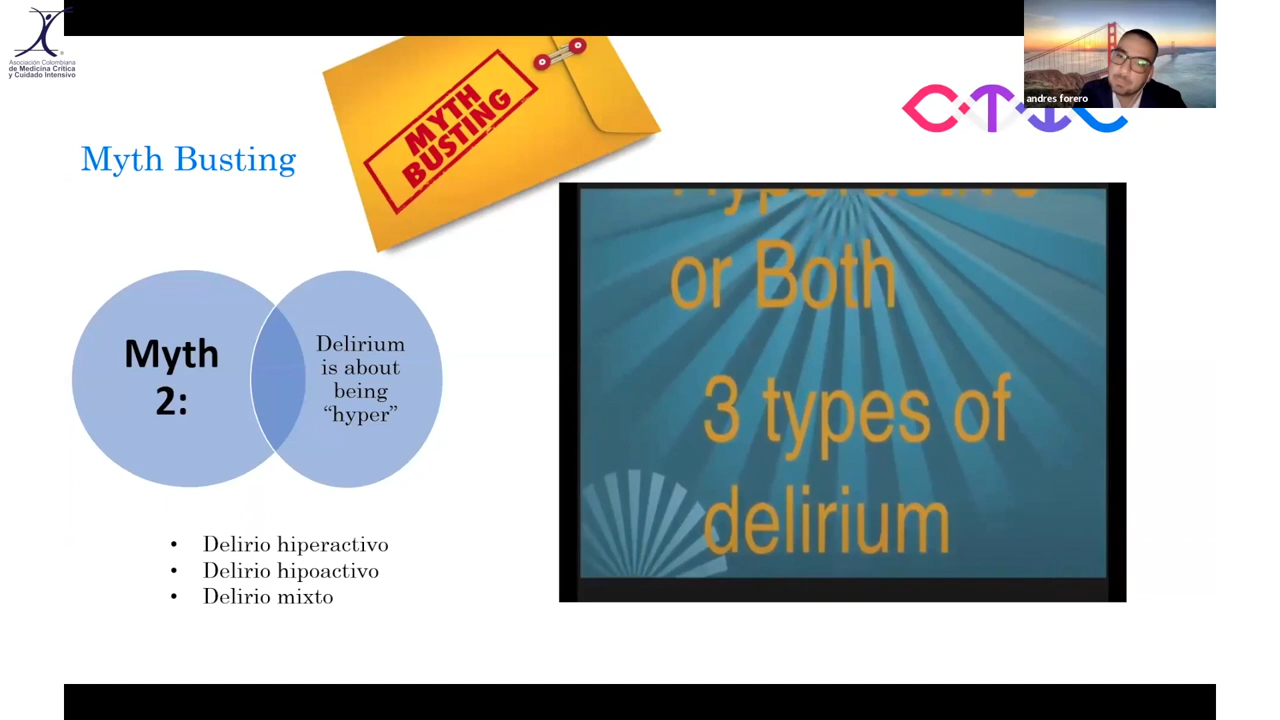 Asociación Colombiana
de Medicina Crítica
y Cuidado Intensivo
MYTH
BUSTING
andres forero
CTIC
Myth Busting
or Both
3 types of
delirium
Myth
2:
Delirium
is about
being
“hyper”
• Delirio hiperactivo
• Delirio hipoactivo
• Delirio mixto